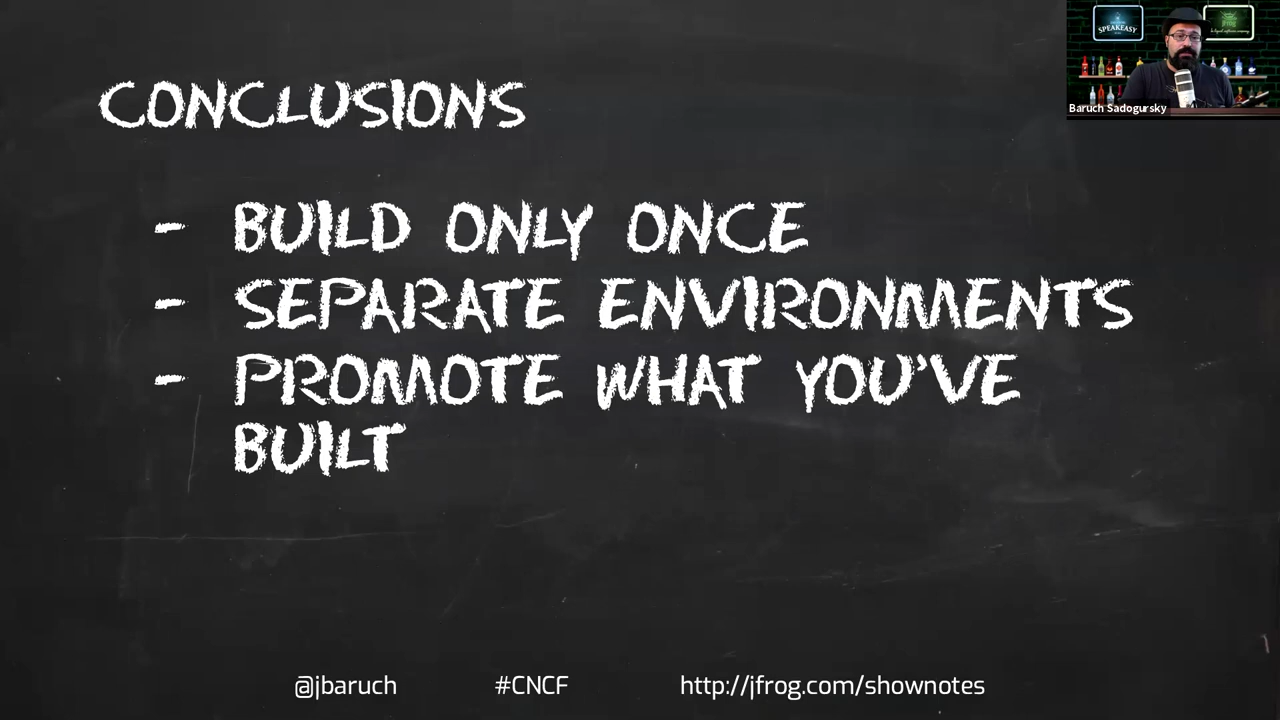 CONCLUSIONS
- BUILD ONLY ONCE
- SEPARATE ENVIRONMENTS
- PROMOTE WHAT YOU'VE
BUILT
@jbaruch #CNCF http://jfrog.com/shownotes
SPEAKEASY
Baruch Sadogursky